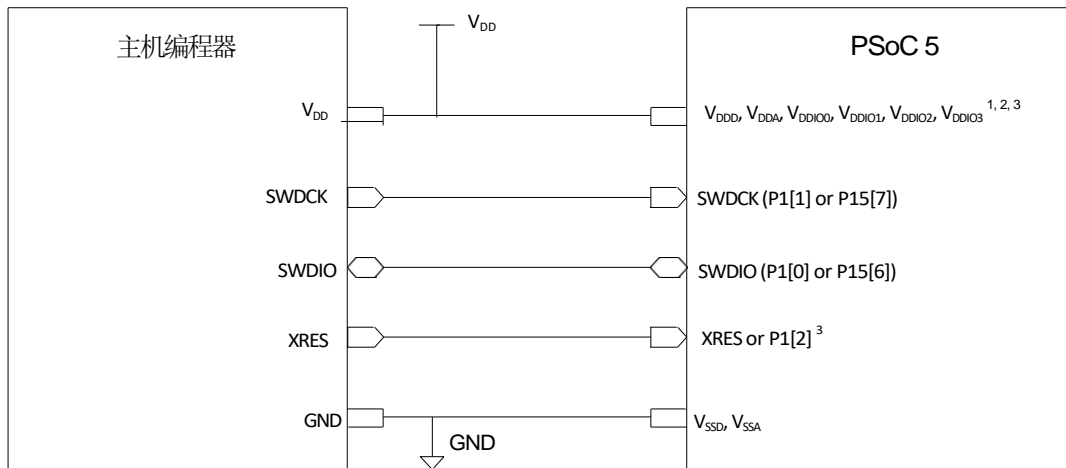 主机编程器
PSoC 5
V_DD
V_DD
V_DDD, V_DDA, V_DDIO0, V_DDIO1, V_DDIO2, V_DDIO3 1, 2, 3
SWDCK
SWDCK (P1[1] or P15[7])
SWDIO
SWDIO (P1[0] or P15[6])
XRES
XRES or P1[2] 3
GND
GND
V_SSD, V_SSA